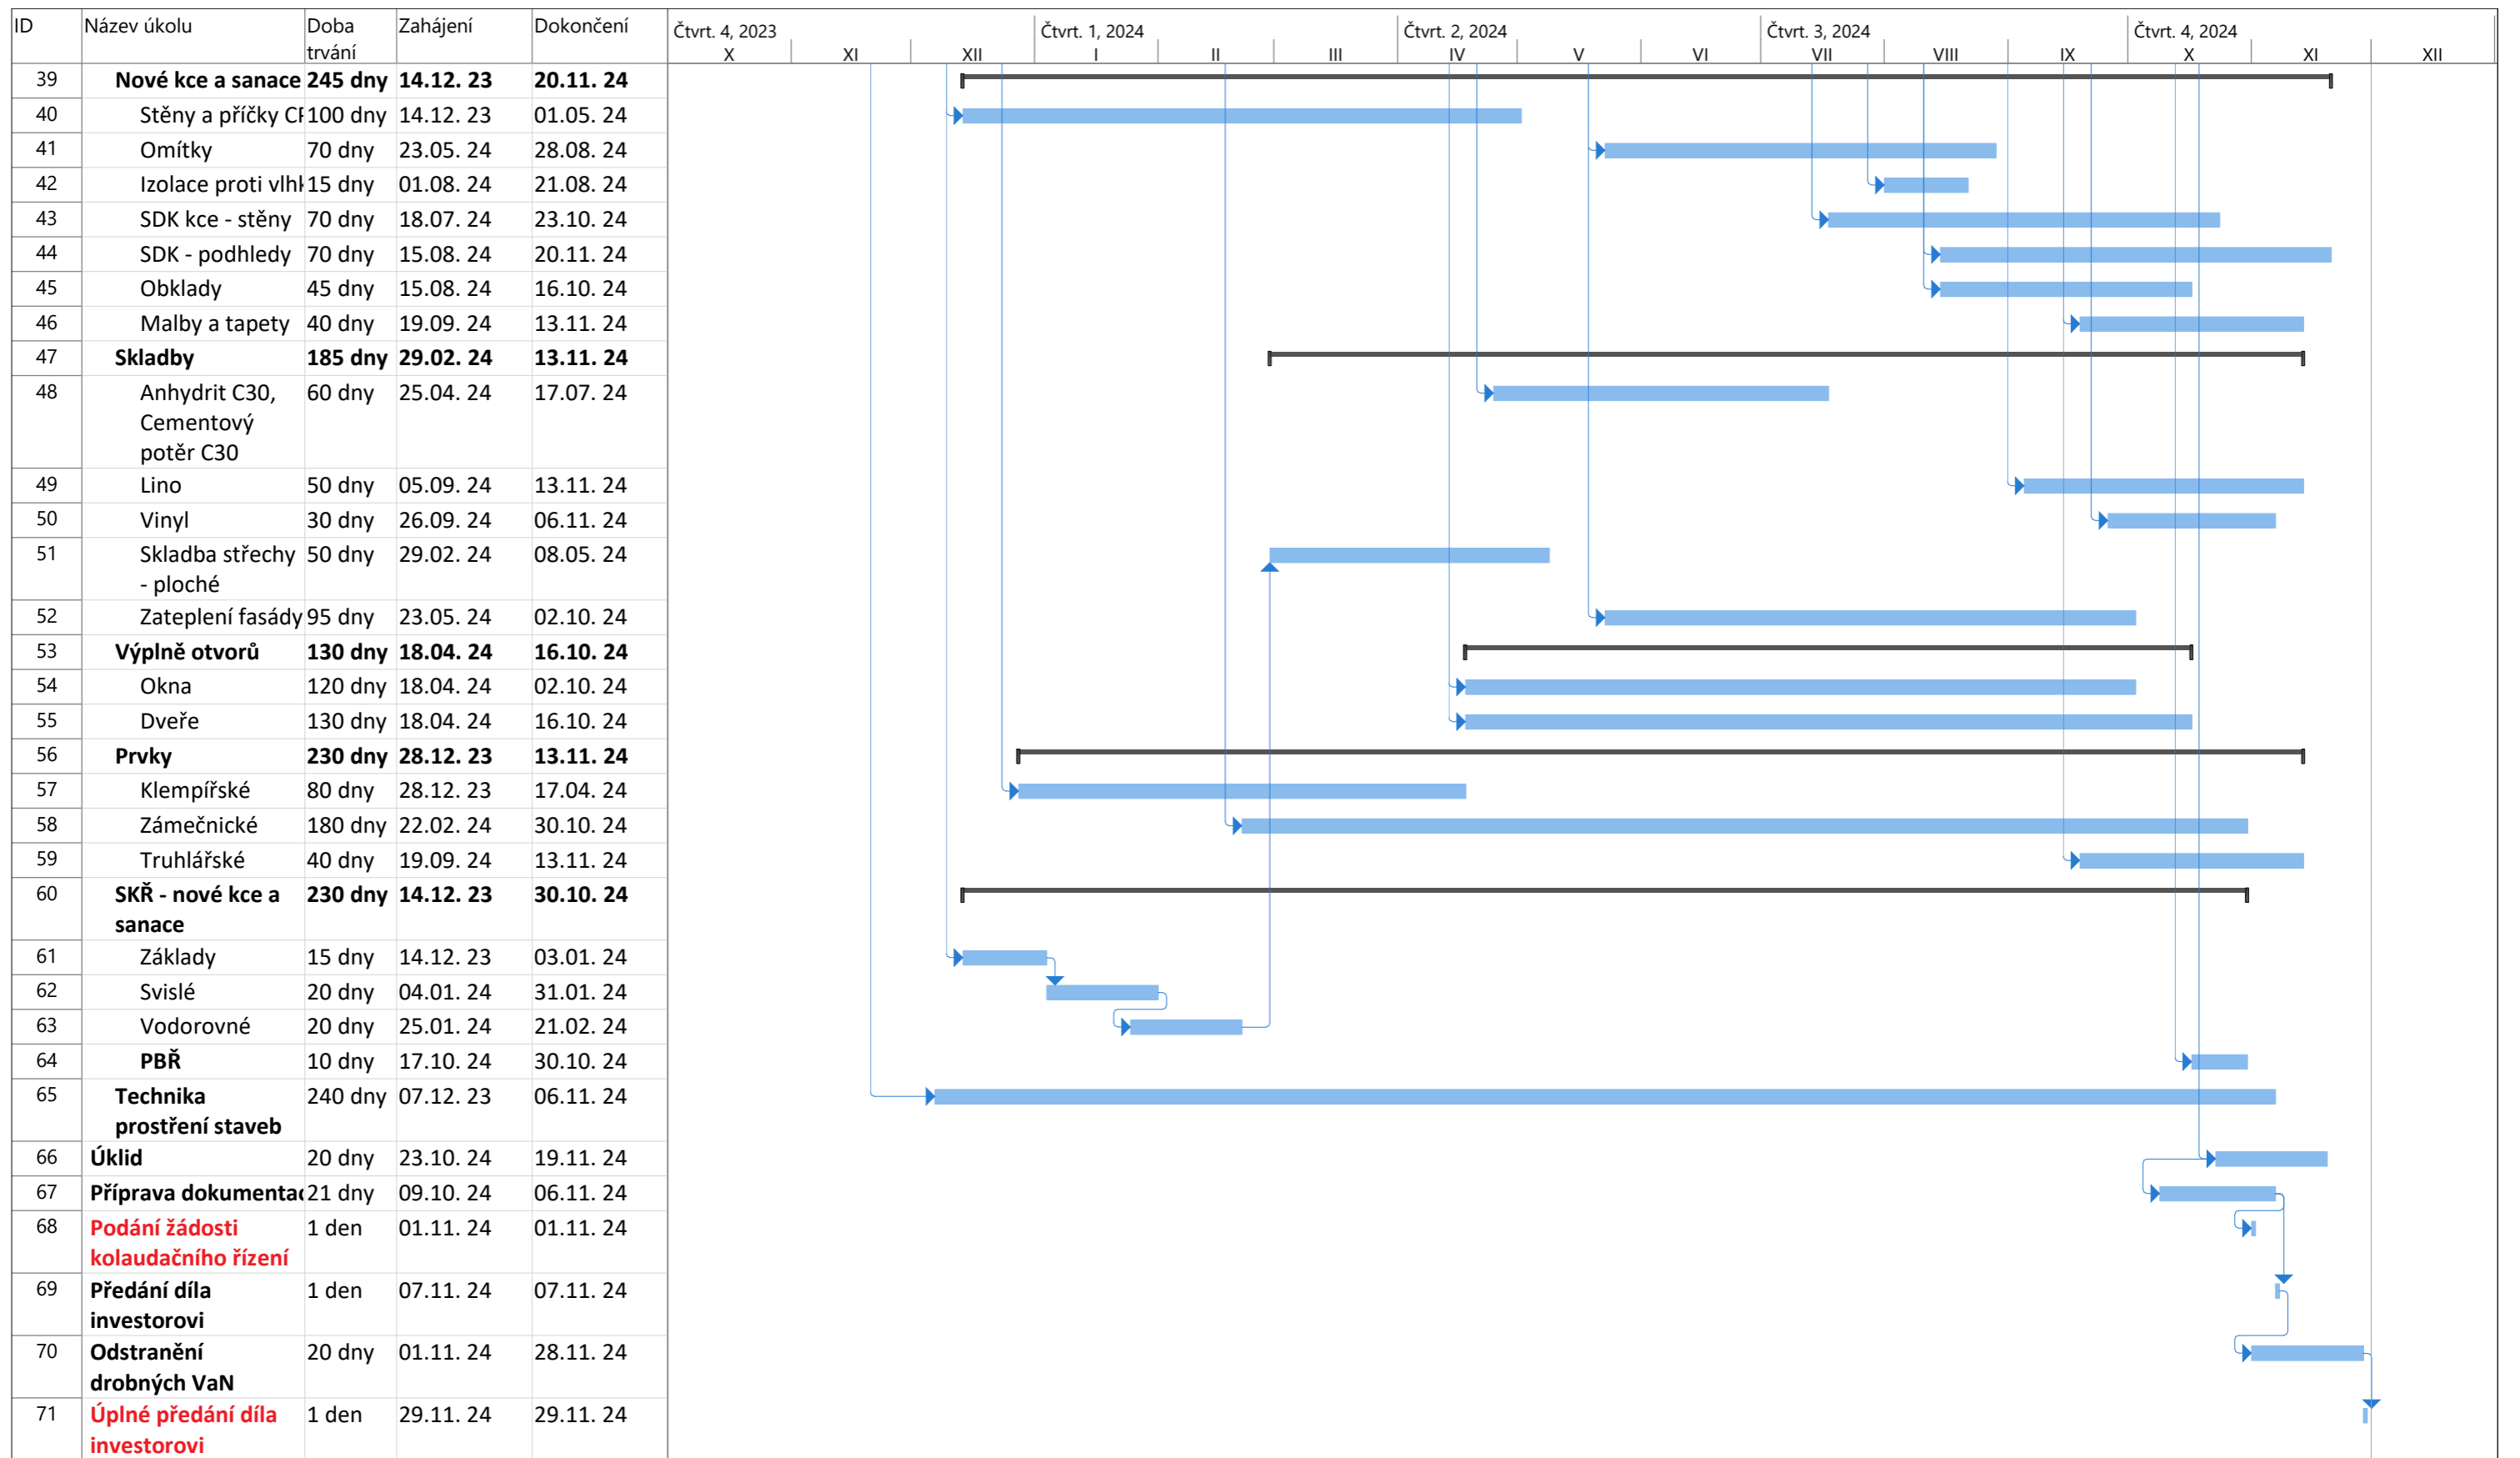 ID Název úkolu Doba trvání Zahájení Dokončení
Čtvrt. 4, 2023 Čtvrt. 1, 2024 Čtvrt. 2, 2024 Čtvrt. 3, 2024 Čtvrt. 4, 2024
X XI XII I II III IV V VI VII VIII IX X XI XII
39 Nové kce a sanace 245 dny 14.12. 23 20.11. 24
40 Stěny a příčky 100 dny 14.12. 23 01.05. 24
41 Omítky 70 dny 23.05. 24 28.08. 24
42 Izolace proti vlh 15 dny 01.08. 24 21.08. 24
43 SDK kce - stěny 70 dny 18.07. 24 23.10. 24
44 SDK - podhledy 70 dny 15.08. 24 20.11. 24
45 Obklady 45 dny 15.08. 24 16.10. 24
46 Malby a tapety 40 dny 19.09. 24 13.11. 24
47 Skladby 185 dny 29.02. 24 13.11. 24
48 Anhydrit C30, 60 dny 25.04. 24 17.07. 24
Cementový
potěr C30
49 Lino 50 dny 05.09. 24 13.11. 24
50 Vinyl 30 dny 26.09. 24 06.11. 24
51 Skladba střechy 50 dny 29.02. 24 08.05. 24
- ploché
52 Zateplení fasády 95 dny 23.05. 24 02.10. 24
53 Výplně otvorů 130 dny 18.04. 24 16.10. 24
54 Okna 120 dny 18.04. 24 02.10. 24
55 Dveře 130 dny 18.04. 24 16.10. 24
56 Prvky 230 dny 28.12. 23 13.11. 24
57 Klempířské 80 dny 28.12. 23 17.04. 24
58 Zámečnické 180 dny 22.02. 24 30.10. 24
59 Truhlářské 40 dny 19.09. 24 13.11. 24
60 SKŘ - nové kce a 230 dny 14.12. 23 30.10. 24
sanace
61 Základy 15 dny 14.12. 23 03.01. 24
62 Svislé 20 dny 04.01. 24 31.01. 24
63 Vodorovné 20 dny 25.01. 24 21.02. 24
64 PBŘ 10 dny 17.10. 24 30.10. 24
65 Technika 240 dny 07.12. 23 06.11. 24
prostření staveb
66 Úklid 20 dny 23.10. 24 19.11. 24
67 Příprava dokumentac 21 dny 09.10. 24 06.11. 24
68 Podání žádosti 1 den 01.11. 24 01.11. 24
kolaudačního řízení
69 Předání díla 1 den 07.11. 24 07.11. 24
investorovi
70 Odstranění 20 dny 01.11. 24 28.11. 24
drobných VaN
71 Úplné předání díla 1 den 29.11. 24 29.11. 24
investorovi